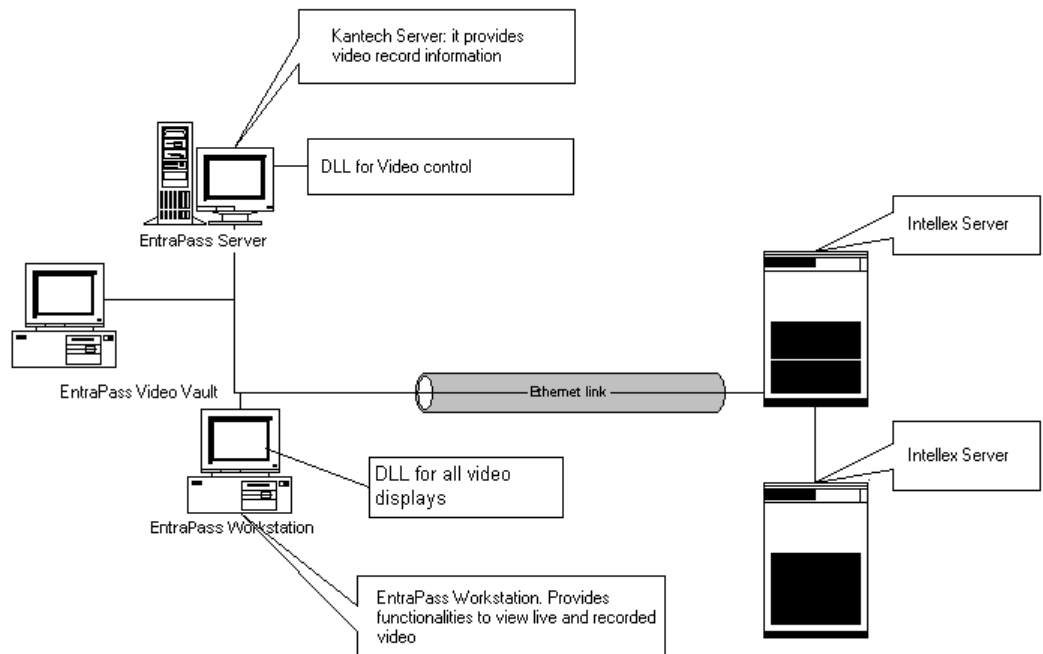 Kantech Server: it provides
video record information
DLL for Video control
EntraPass Server
Intellex Server
EntraPass Video Vault
Ethernet link
DLL for all video
displays
Intellex Server
EntraPass Workstation
EntraPass Workstation. Provides
functionalities to view live and recorded
video